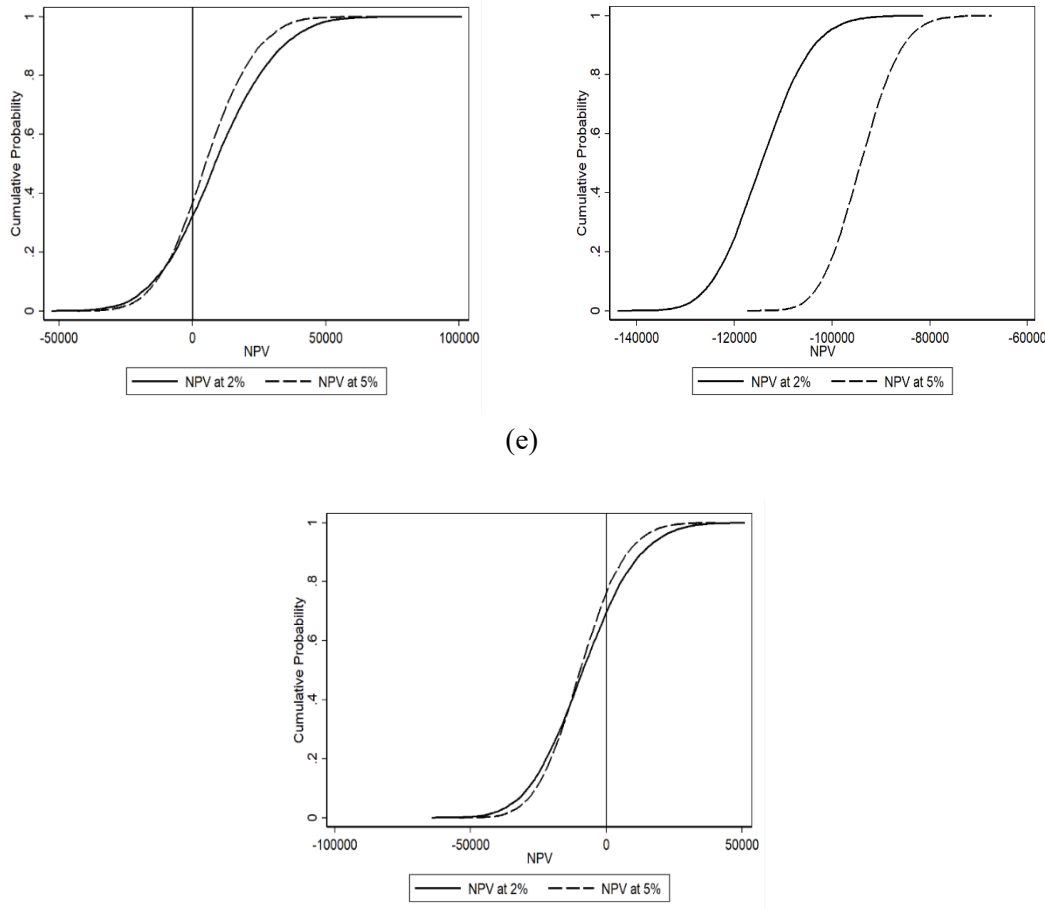 Cumulative Probability
1
.8
.6
.4
.2
0
-50000 0 50000 100000
NPV
NPV at 2% NPV at 5%
Cumulative Probability
1
.8
.6
.4
.2
0
-140000 -120000 -100000 -80000 -60000
NPV
NPV at 2% NPV at 5%
(e)
Cumulative Probability
1
.8
.6
.4
.2
0
-100000 -50000 0 50000
NPV
NPV at 2% NPV at 5%